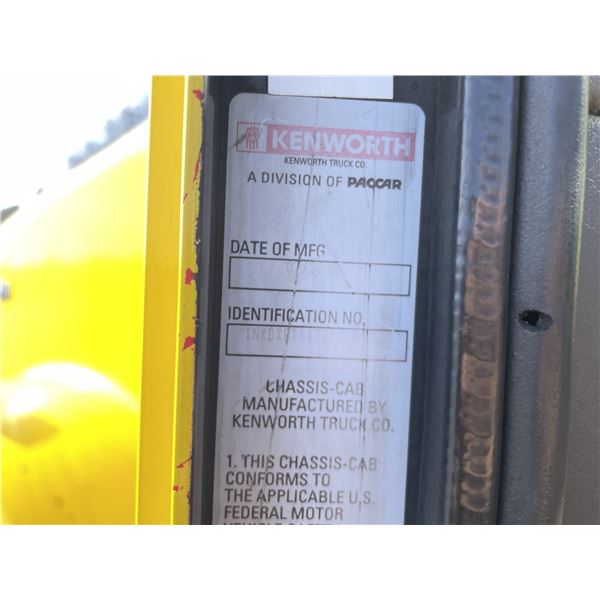 KENWORTH
KENWORTH TRUCK CO.
A DIVISION OF PACCAR
DATE OF MFG
IDENTIFICATION NO.
CHASSIS-CAB
MANUFACTURED BY
KENWORTH TRUCK CO.
1. THIS CHASSIS-CAB
CONFORMS TO
THE APPLICABLE U.S.
FEDERAL MOTOR